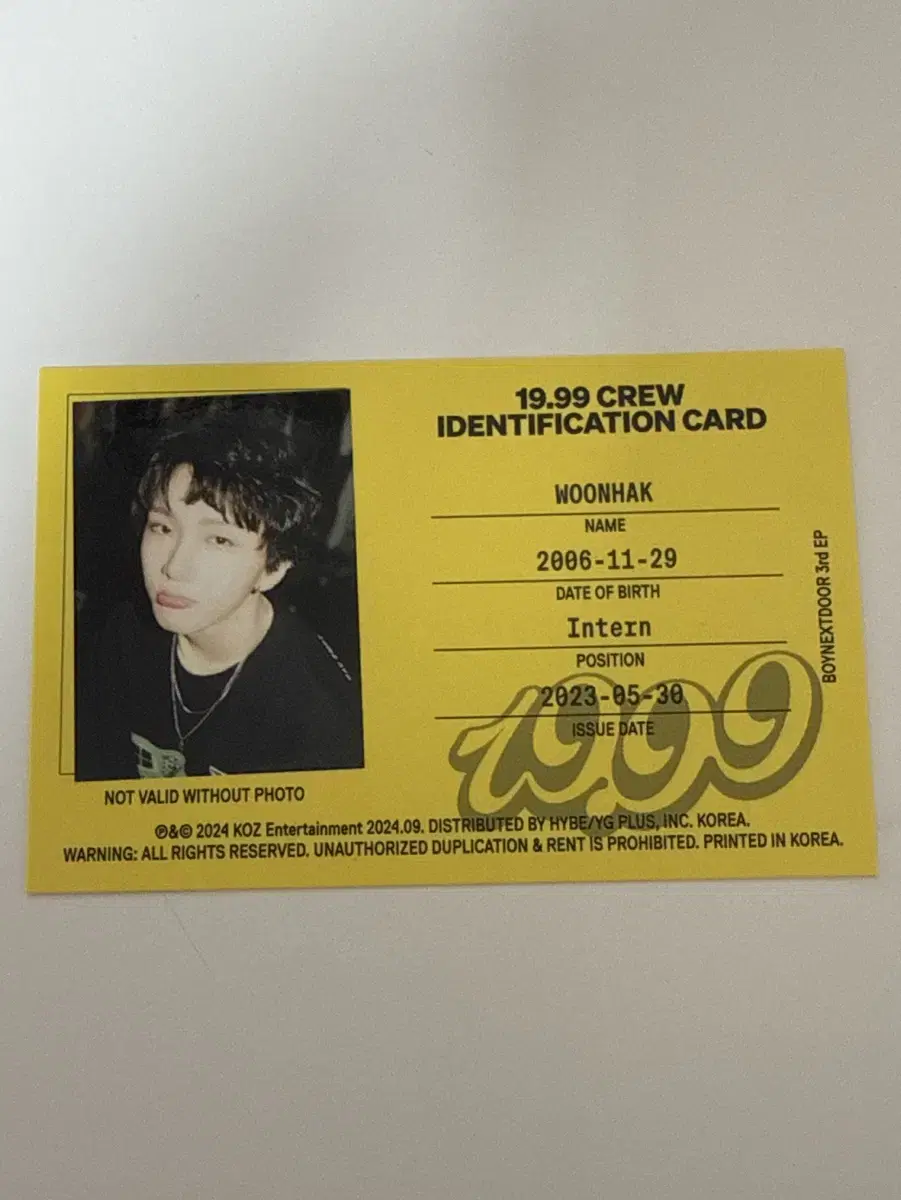 19.99 CREW
IDENTIFICATION CARD
WOONHAK
NAME
2006-11-29
DATE OF BIRTH
Intern
POSITION
2023-05-30
ISSUE DATE
19.99
BOYNEXTDOOR 3rd EP
NOT VALID WITHOUT PHOTO
℗&© 2024 KOZ Entertainment 2024.09. DISTRIBUTED BY HYBE/YG PLUS, INC. KOREA.
WARNING: ALL RIGHTS RESERVED. UNAUTHORIZED DUPLICATION & RENT IS PROHIBITED. PRINTED IN KOREA.